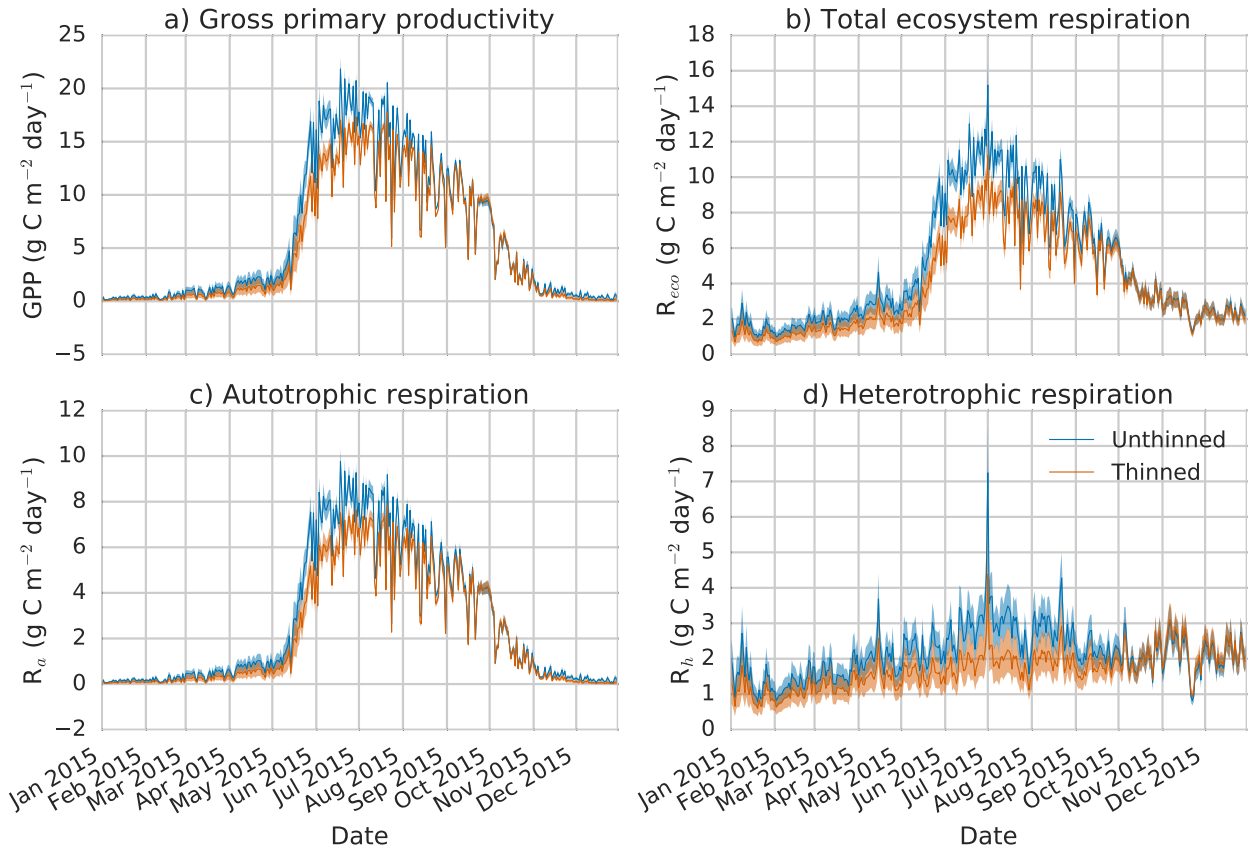 a) Gross primary productivity
25
20
15
10
5
0
−5
GPP (g C m⁻² day⁻¹)
b) Total ecosystem respiration
18
16
14
12
10
8
6
4
2
0
R_eco (g C m⁻² day⁻¹)
c) Autotrophic respiration
12
10
8
6
4
2
0
−2
R_a (g C m⁻² day⁻¹)
Jan 2015
Feb 2015
Mar 2015
Apr 2015
May 2015
Jun 2015
Jul 2015
Aug 2015
Sep 2015
Oct 2015
Nov 2015
Dec 2015
Date
d) Heterotrophic respiration
9
8
7
6
5
4
3
2
1
0
R_h (g C m⁻² day⁻¹)
Unthinned
Thinned
Jan 2015
Feb 2015
Mar 2015
Apr 2015
May 2015
Jun 2015
Jul 2015
Aug 2015
Sep 2015
Oct 2015
Nov 2015
Dec 2015
Date